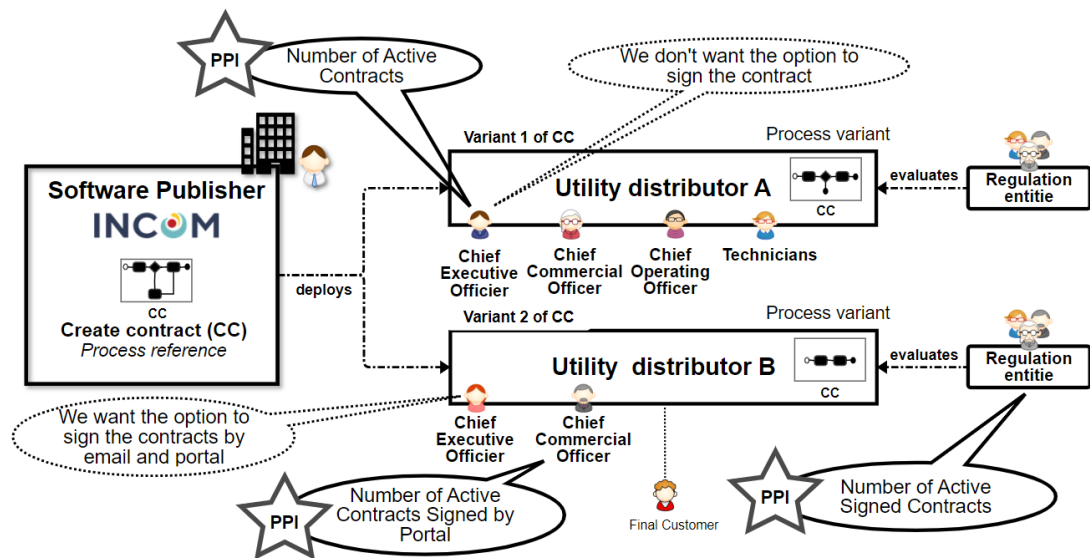 PPI
Number of Active
Contracts
We don't want the option to
sign the contract
Variant 1 of CC
Process variant
Software Publisher
INCOM
CC
Create contract (CC)
Process reference
deploys
Utility distributor A
CC
evaluates
Regulation
entitie
Chief
Executive
Officier
Chief
Commercial
Officer
Chief
Operating
Officer
Technicians
Variant 2 of CC
Process variant
Utility distributor B
CC
evaluates
Regulation
entitie
We want the option to
sign the contracts by
email and portal
Chief
Executive
Officier
Chief
Commercial
Officer
PPI
Number of Active
Contracts Signed by
Portal
Final Customer
PPI
Number of Active
Signed Contracts